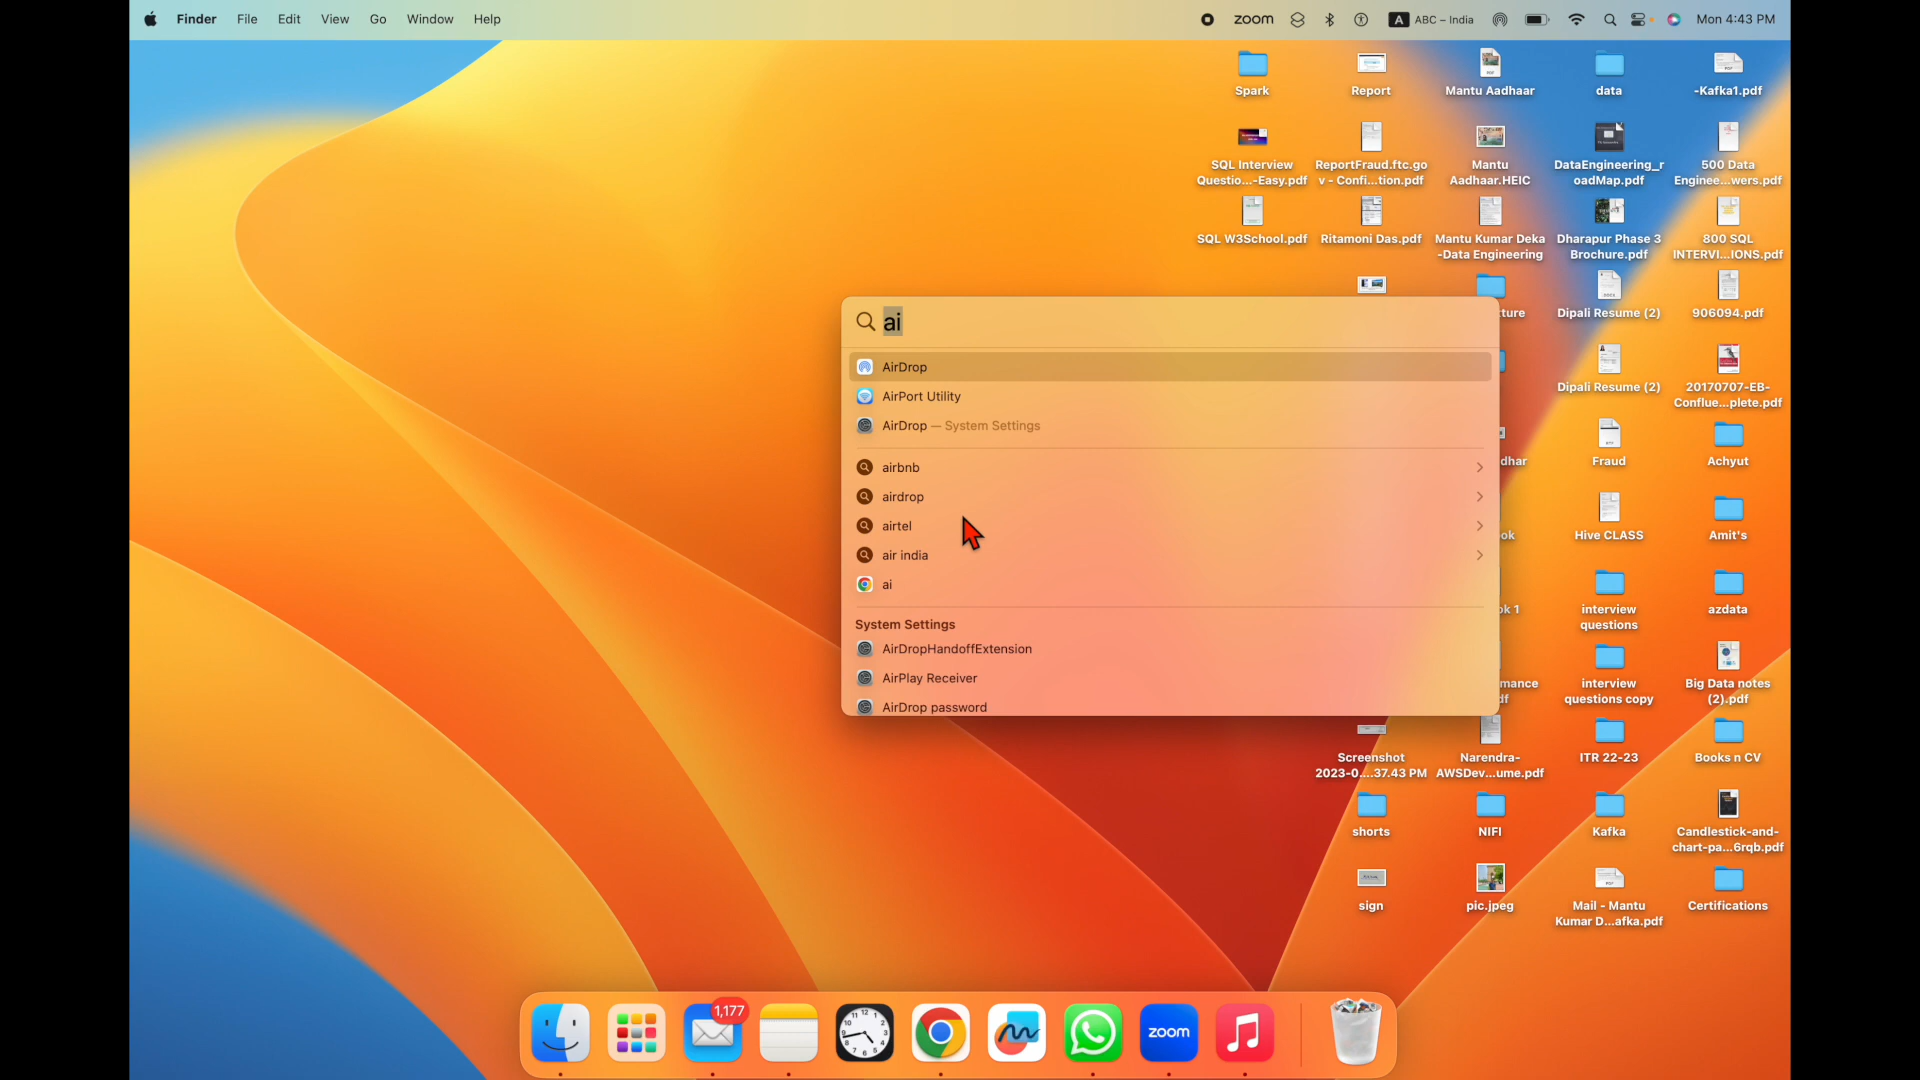 Finder File Edit View Go Window Help
zoom A ABC – India Mon 4:43 PM
Spark
Report
Mantu Aadhaar
data
-Kafka1.pdf
SQL Interview
Questio...-Easy.pdf
ReportFraud.ftc.go
v - Confi...tion.pdf
Mantu
Aadhaar.HEIC
DataEngineering_r
oadMap.pdf
500 Data
Enginee...wers.pdf
SQL W3School.pdf
Ritamoni Das.pdf
Mantu Kumar Deka
-Data Engineering
Dharapur Phase 3
Brochure.pdf
800 SQL
INTERVI...IONS.pdf
ture
Dipali Resume (2)
906094.pdf
ai
AirDrop
AirPort Utility
AirDrop — System Settings
airbnb
airdrop
airtel
air india
ai
System Settings
AirDropHandoffExtension
AirPlay Receiver
AirDrop password
Dipali Resume (2)
20170707-EB-
Conflue...plete.pdf
dhar
Fraud
Achyut
ok
Hive CLASS
Amit's
ok 1
interview
questions
azdata
mance
df
interview
questions copy
Big Data notes
(2).pdf
Screenshot
2023-0....37.43 PM
Narendra-
AWSDev...ume.pdf
ITR 22-23
Books n CV
shorts
NIFI
Kafka
Candlestick-and-
chart-pa...6rqb.pdf
sign
pic.jpeg
Mail - Mantu
Kumar D...afka.pdf
Certifications
1,177
zoom